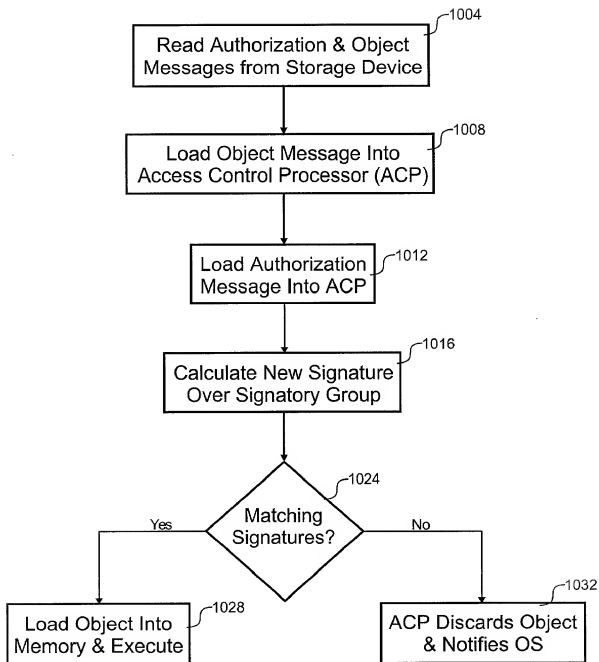 1004
Read Authorization & Object
Messages from Storage Device
1008
Load Object Message Into
Access Control Processor (ACP)
1012
Load Authorization
Message Into ACP
1016
Calculate New Signature
Over Signatory Group
1024
Matching
Signatures?
Yes
No
1028
Load Object Into
Memory & Execute
1032
ACP Discards Object
& Notifies OS